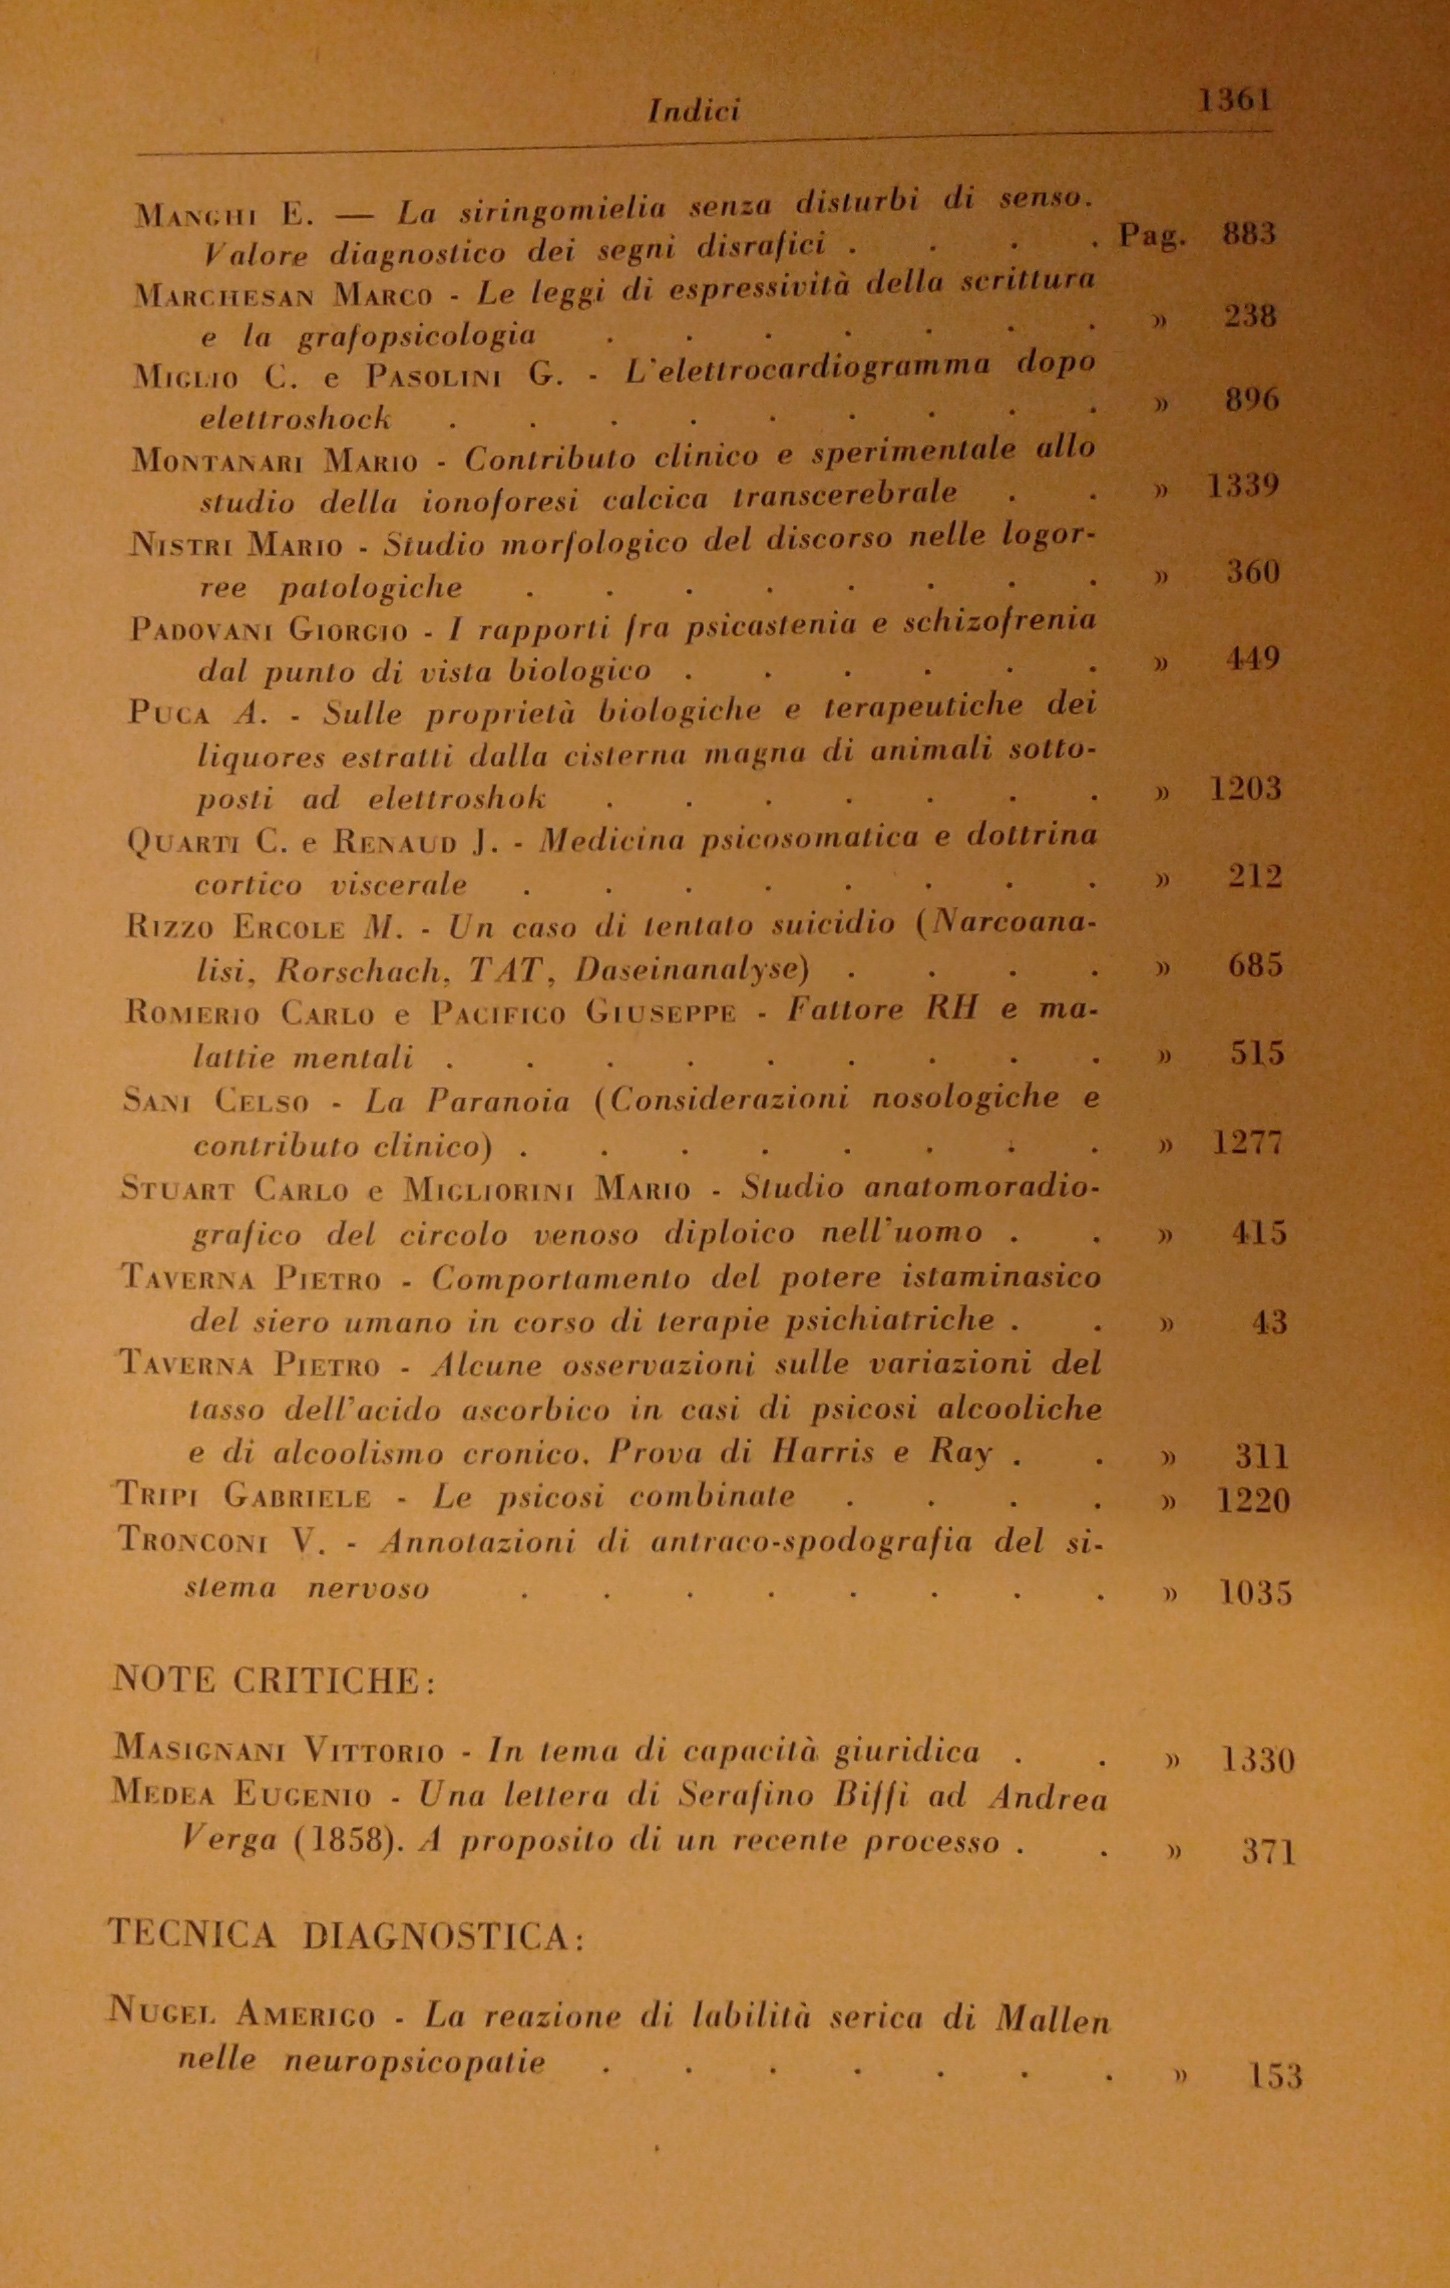 Indici 1361
MANGHI E. — La siringomielia senza disturbi di senso.
Valore diagnostico dei segni disrafici . . . . Pag. 883
MARCHESAN MARCO - Le leggi di espressività della scrittura
e la grafopsicologia . . . . . . . » 238
MIGLIO C. e PASOLINI G. - L'elettrocardiogramma dopo
elettroshock . . . . . . . . . » 896
MONTANARI MARIO - Contributo clinico e sperimentale allo
studio della ionoforesi calcica transcerebrale . . » 1339
NISTRI MARIO - Studio morfologico del discorso nelle logor-
ree patologiche . . . . . . . . » 360
PADOVANI GIORGIO - I rapporti fra psicastenia e schizofrenia
dal punto di vista biologico . . . . . . » 449
PUCA A. - Sulle proprietà biologiche e terapeutiche dei
liquores estratti dalla cisterna magna di animali sotto-
posti ad elettroshok . . . . . . . » 1203
QUARTI C. e RENAUD J. - Medicina psicosomatica e dottrina
cortico viscerale . . . . . . . . » 212
RIZZO ERCOLE M. - Un caso di tentato suicidio (Narcoana-
lisi, Rorschach, TAT, Daseinanalyse) . . . . » 685
ROMERIO CARLO e PACIFICO GIUSEPPE - Fattore RH e ma-
lattie mentali . . . . . . . . . » 515
SANI CELSO - La Paranoia (Considerazioni nosologiche e
contributo clinico) . . . . . . . . » 1277
STUART CARLO e MIGLIORINI MARIO - Studio anatomoradio-
grafico del circolo venoso diploico nell'uomo . . » 415
TAVERNA PIETRO - Comportamento del potere istaminasico
del siero umano in corso di terapie psichiatriche . . » 43
TAVERNA PIETRO - Alcune osservazioni sulle variazioni del
tasso dell'acido ascorbico in casi di psicosi alcooliche
e di alcoolismo cronico. Prova di Harris e Ray . . » 311
TRIPI GABRIELE - Le psicosi combinate . . . . » 1220
TRONCONI V. - Annotazioni di antraco-spodografia del si-
stema nervoso . . . . . . . . » 1035
NOTE CRITICHE:
MASIGNANI VITTORIO - In tema di capacità giuridica . . » 1330
MEDEA EUGENIO - Una lettera di Serafino Biffi ad Andrea
Verga (1858). A proposito di un recente processo . . » 371
TECNICA DIAGNOSTICA:
NUGEL AMERIGO - La reazione di labilità serica di Mallen
nelle neuropsicopatie . . . . . . . » 153